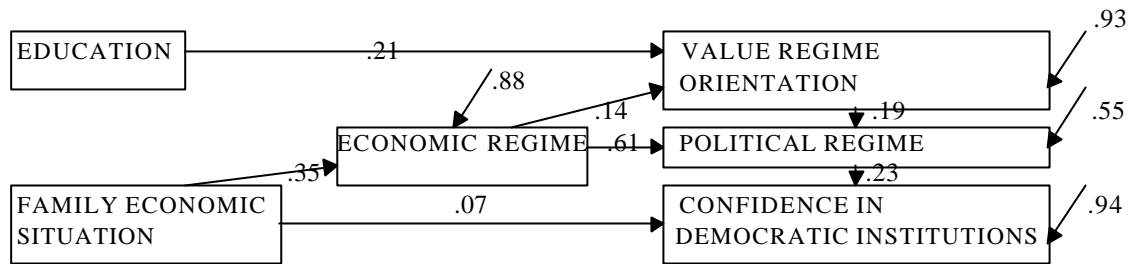 .93
EDUCATION
VALUE REGIME
ORIENTATION
.21
.88
.14
.19
.55
ECONOMIC REGIME
.61
POLITICAL REGIME
.35
.23
FAMILY ECONOMIC
SITUATION
.07
CONFIDENCE IN
DEMOCRATIC INSTITUTIONS
.94